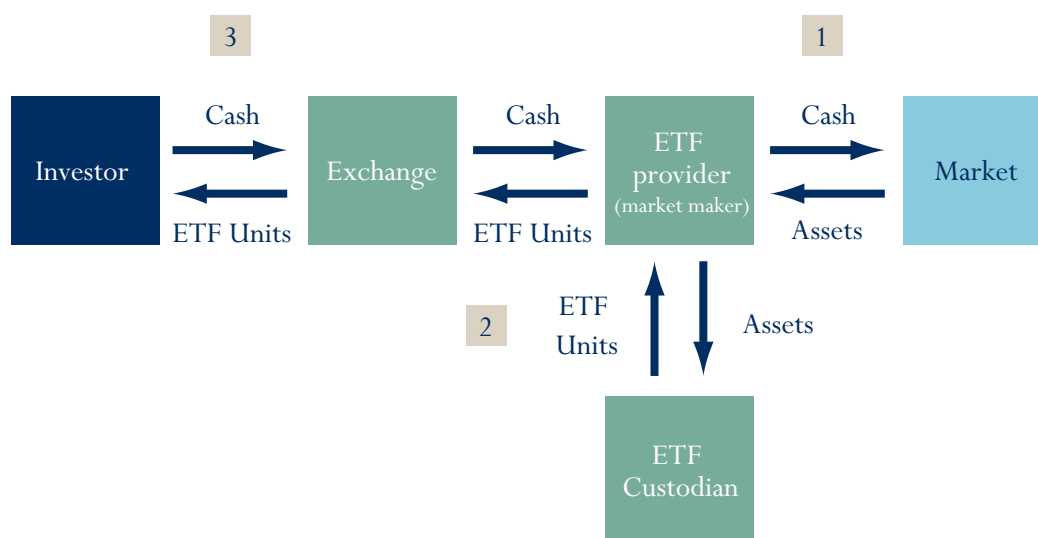 3
1
Cash
Cash
Cash
Investor
Exchange
ETF
provider
(market maker)
Market
ETF Units
ETF Units
Assets
2
ETF
Units
Assets
ETF
Custodian